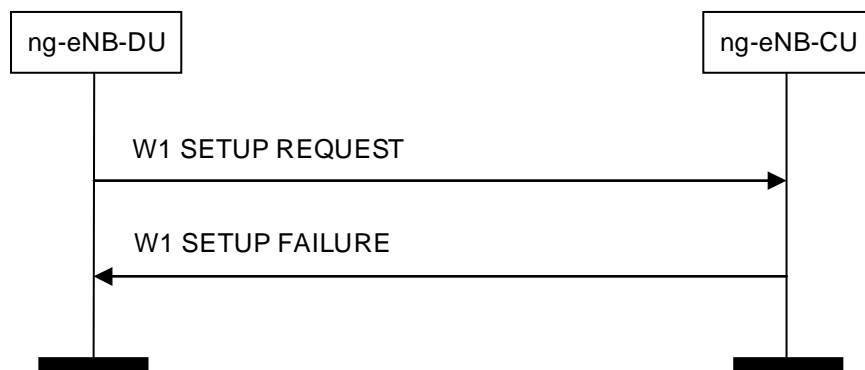 ng-eNB-DU
ng-eNB-CU
W1 SETUP REQUEST
W1 SETUP FAILURE